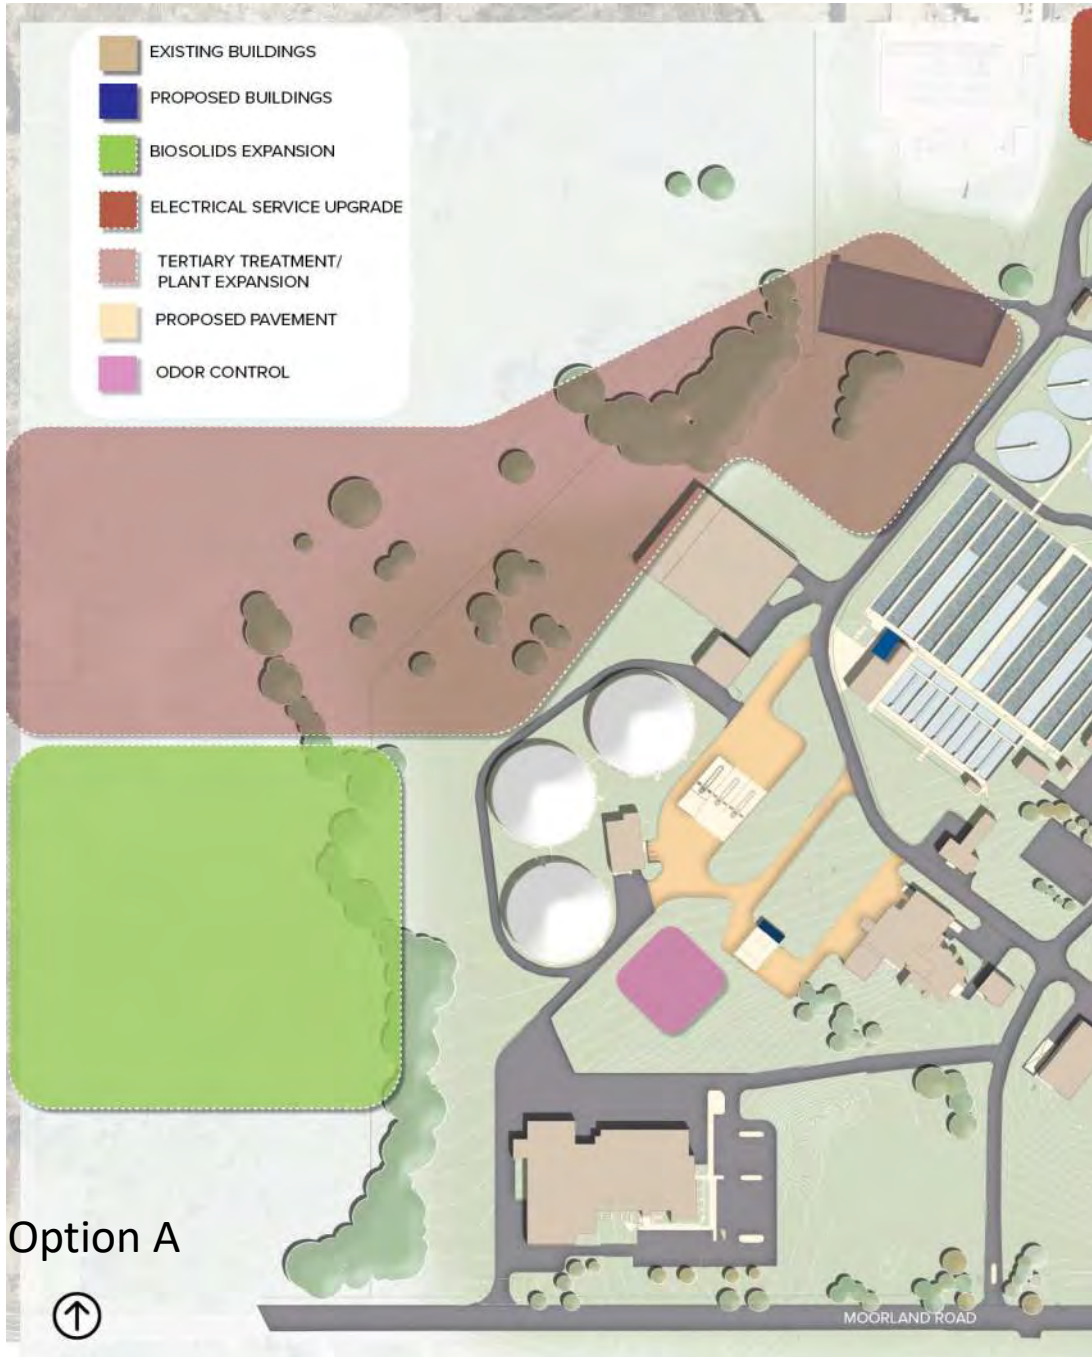 EXISTING BUILDINGS
PROPOSED BUILDINGS
BIOSOLIDS EXPANSION
ELECTRICAL SERVICE UPGRADE
TERTIARY TREATMENT/
PLANT EXPANSION
PROPOSED PAVEMENT
ODOR CONTROL
Option A
MOORLAND ROAD